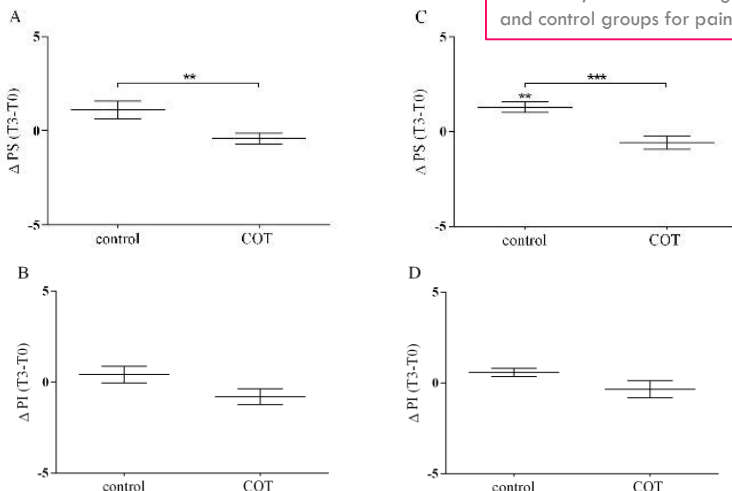 and control groups for pain
A
5
**
0
-5
Δ PS (T3-T0)
control COT
C
5
***
**
0
-5
Δ PS (T3-T0)
control COT
B
5
0
-5
Δ PI (T3-T0)
control COT
D
5
0
-5
Δ PI (T3-T0)
control COT